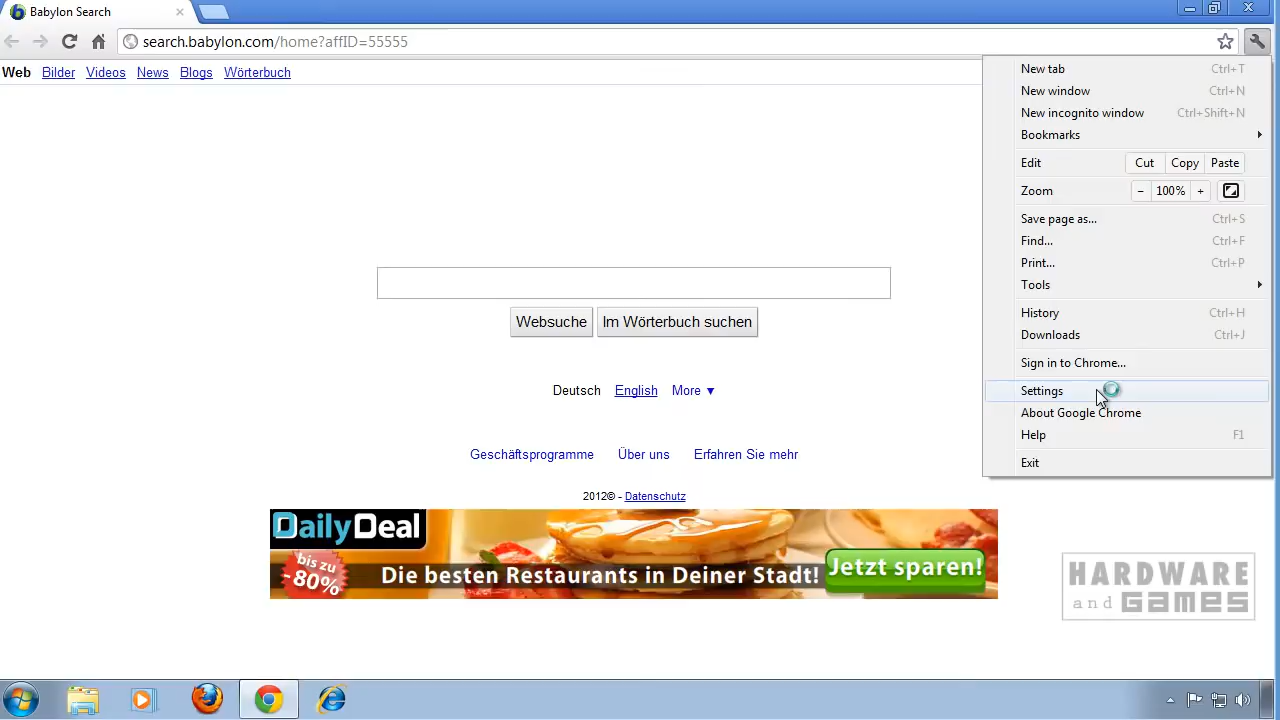 Babylon Search
search.babylon.com/home?affID=55555
Web Bilder Videos News Blogs Wörterbuch
New tab Ctrl+T
New window Ctrl+N
New incognito window Ctrl+Shift+N
Bookmarks
Edit Cut Copy Paste
Zoom − 100% +
Save page as... Ctrl+S
Find... Ctrl+F
Print... Ctrl+P
Tools
History Ctrl+H
Downloads Ctrl+J
Sign in to Chrome...
Settings
About Google Chrome
Help F1
Exit
Websuche Im Wörterbuch suchen
Deutsch English More ▼
Geschäftsprogramme Über uns Erfahren Sie mehr
2012© - Datenschutz
DailyDeal
bis zu
-80%
Die besten Restaurants in Deiner Stadt!
Jetzt sparen!
HARDWARE
and GAMES